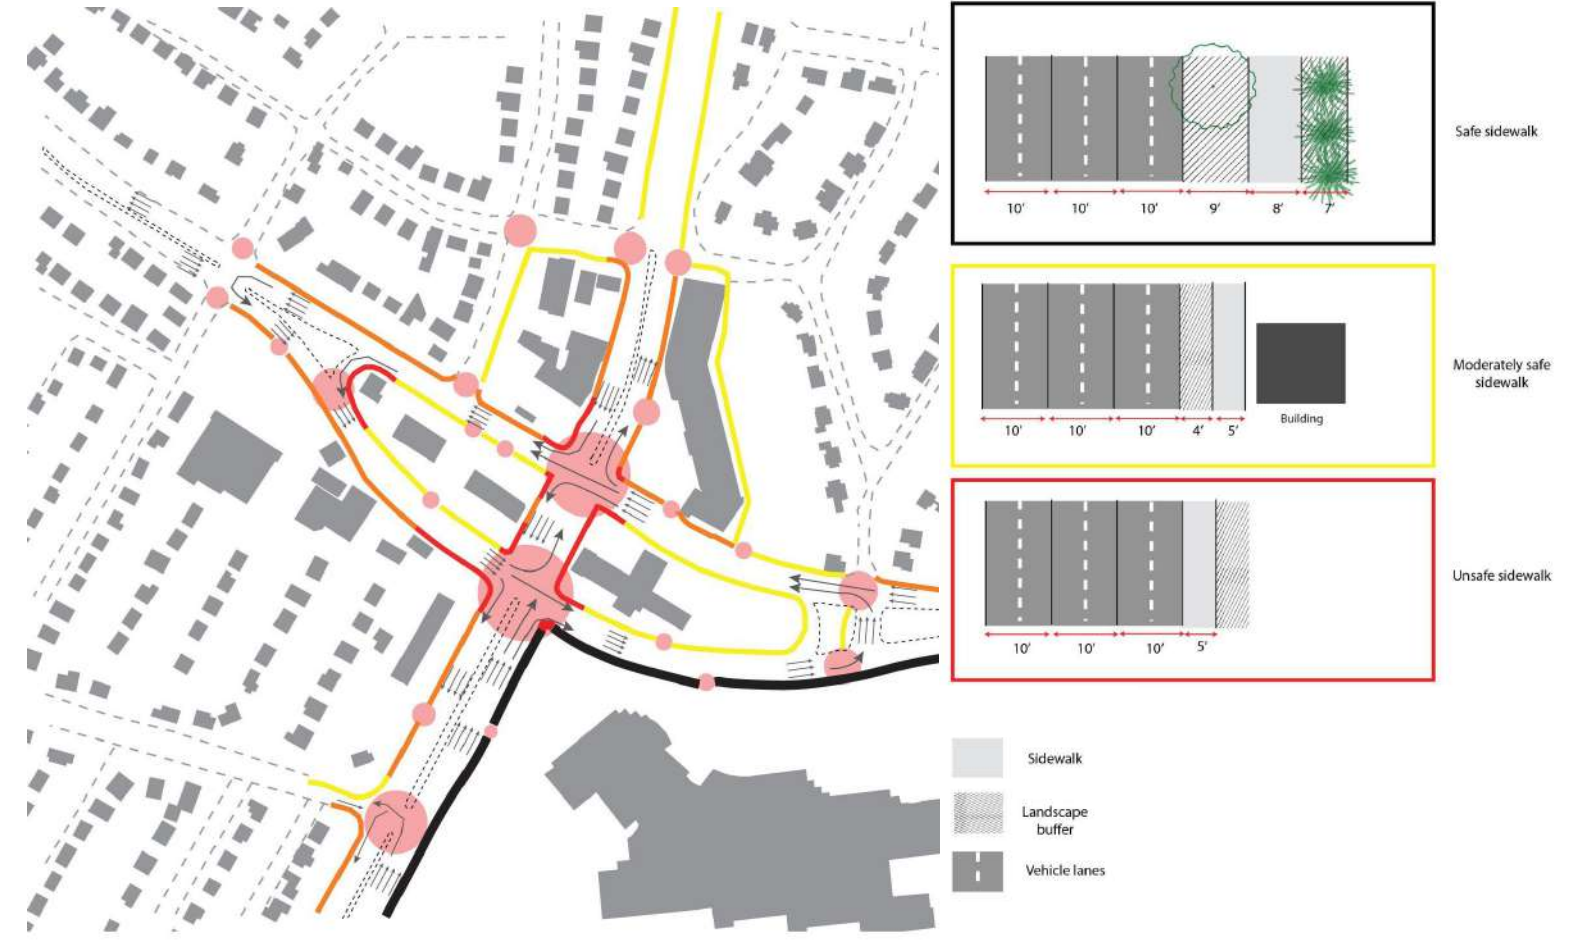 Safe sidewalk
10' 10' 10' 9' 8' 7'
Moderately safe
sidewalk
Building
10' 10' 10' 4' 5'
Unsafe sidewalk
10' 10' 10' 5'
Sidewalk
Landscape
buffer
Vehicle lanes